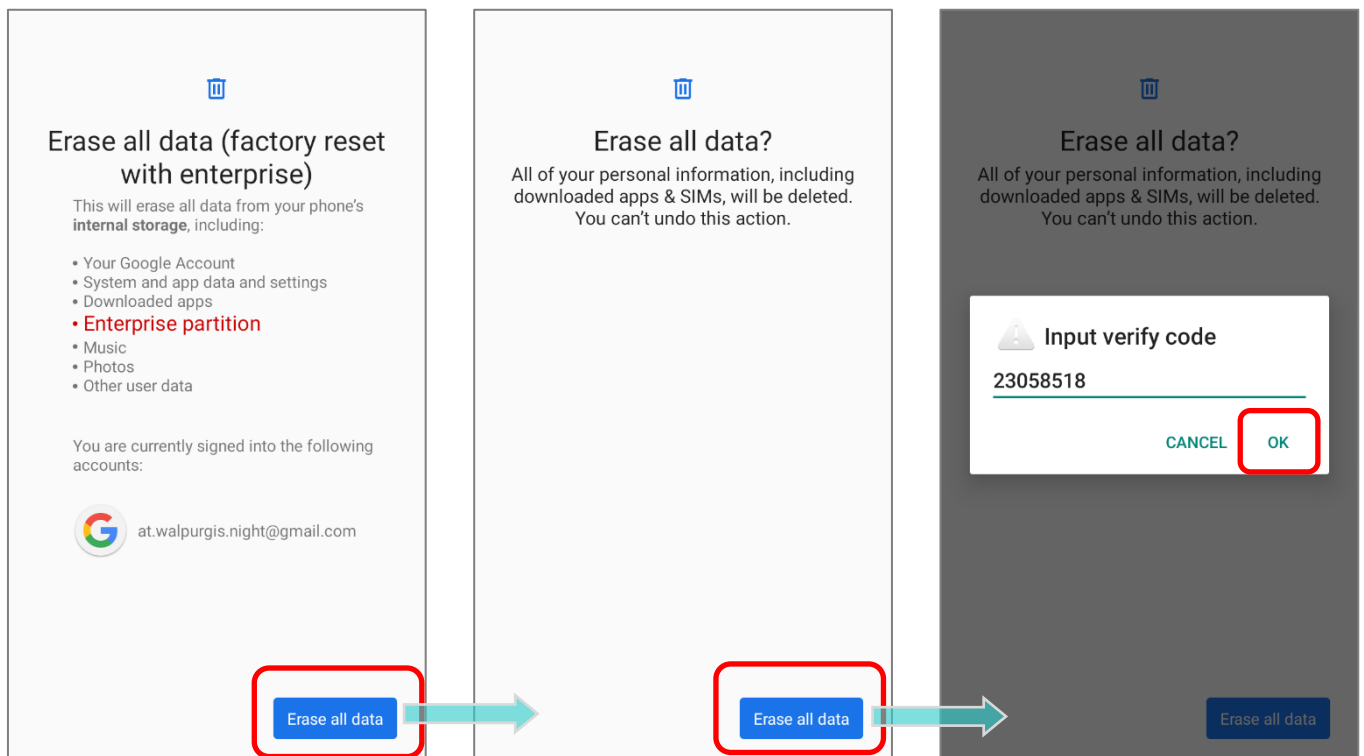 Erase all data (factory reset
with enterprise)
This will erase all data from your phone's
internal storage, including:
• Your Google Account
• System and app data and settings
• Downloaded apps
• Enterprise partition
• Music
• Photos
• Other user data
You are currently signed into the following
accounts:
at.walpurgis.night@gmail.com
Erase all data
Erase all data?
All of your personal information, including
downloaded apps & SIMs, will be deleted.
You can't undo this action.
Erase all data
Erase all data?
All of your personal information, including
downloaded apps & SIMs, will be deleted.
You can't undo this action.
Input verify code
23058518
CANCEL OK
Erase all data